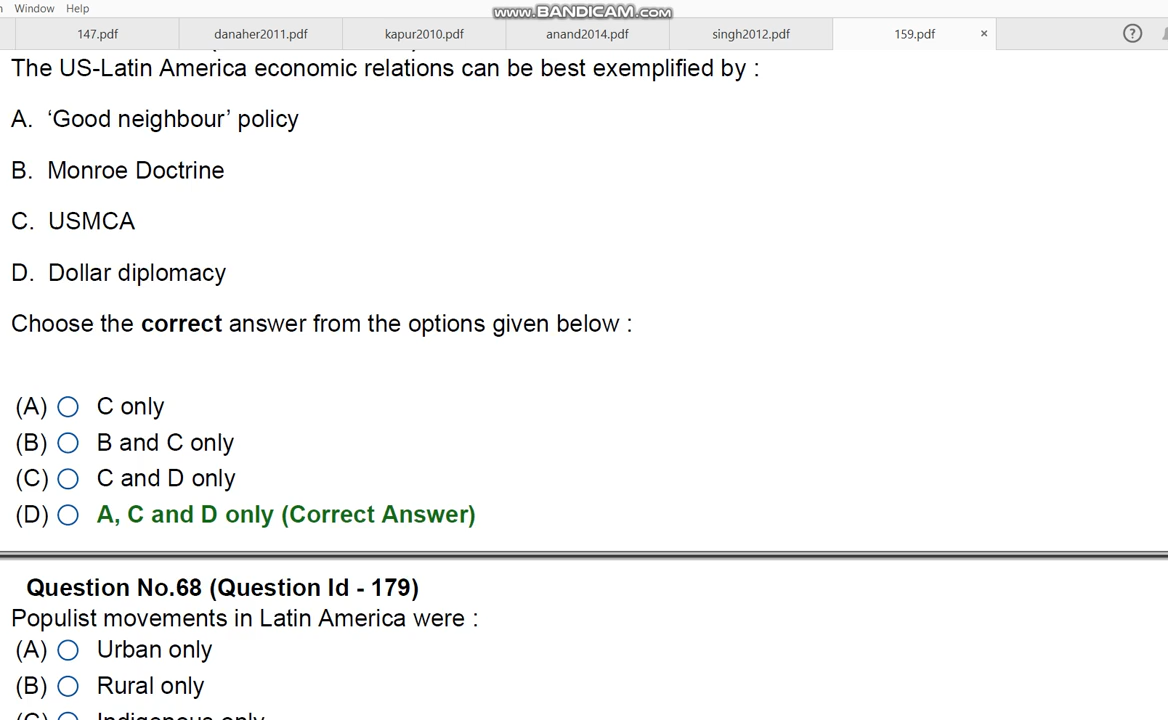 Window Help
www.BANDICAM.com
147.pdf danaher2011.pdf kapur2010.pdf anand2014.pdf singh2012.pdf 159.pdf × ?
The US-Latin America economic relations can be best exemplified by :
A. ‘Good neighbour’ policy
B. Monroe Doctrine
C. USMCA
D. Dollar diplomacy
Choose the correct answer from the options given below :
(A) C only
(B) B and C only
(C) C and D only
(D) A, C and D only (Correct Answer)
Question No.68 (Question Id - 179)
Populist movements in Latin America were :
(A) Urban only
(B) Rural only
(C) Indigenous only